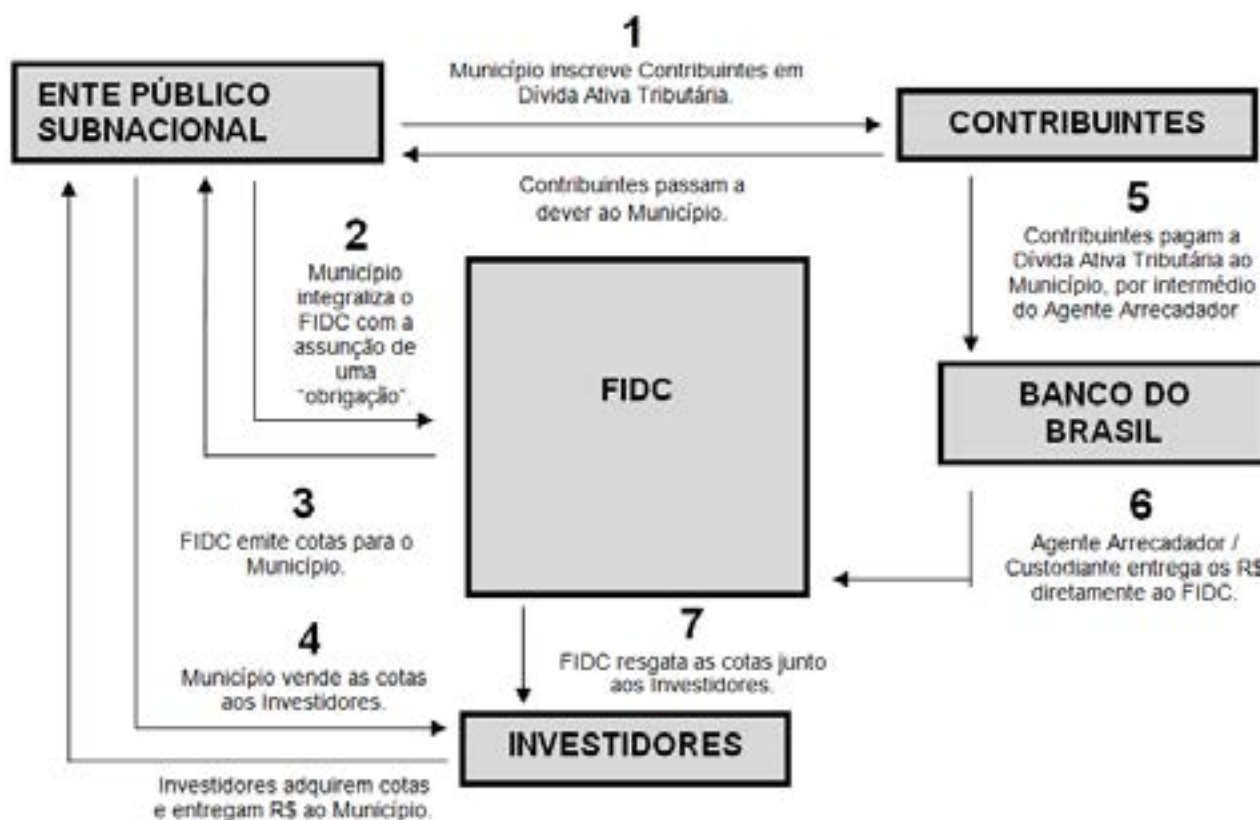 1
Município inscreve Contribuintes em
Dívida Ativa Tributária.
ENTE PÚBLICO
SUBNACIONAL
CONTRIBUINTES
Contribuintes passam a
dever ao Município.
2
Município
integraliza o
FIDC com a
assunção de
uma
"obrigação".
5
Contribuintes pagam a
Dívida Ativa Tributária ao
Município, por intermédio
do Agente Arrecadador
FIDC
BANCO DO
BRASIL
3
FIDC emite cotas para o
Município.
6
Agente Arrecadador /
Custodiante entrega os R$
diretamente ao FIDC.
4
Município vende as cotas
aos Investidores.
7
FIDC resgata as cotas junto
aos Investidores.
INVESTIDORES
Investidores adquirem cotas
e entregam R$ ao Município.